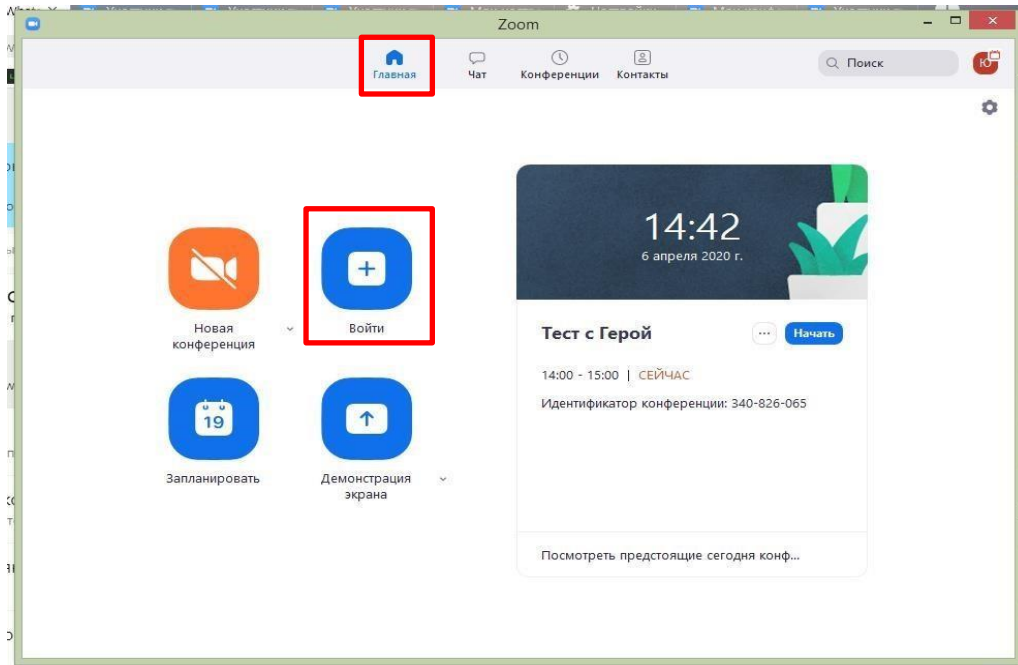 Zoom
Главная
Чат
Конференции
Контакты
Поиск
Ю
14:42
6 апреля 2020 г.
Новая
конференция
Войти
Тест с Герой
Начать
14:00 - 15:00 | СЕЙЧАС
Идентификатор конференции: 340-826-065
19
Запланировать
Демонстрация
экрана
Посмотреть предстоящие сегодня конф...